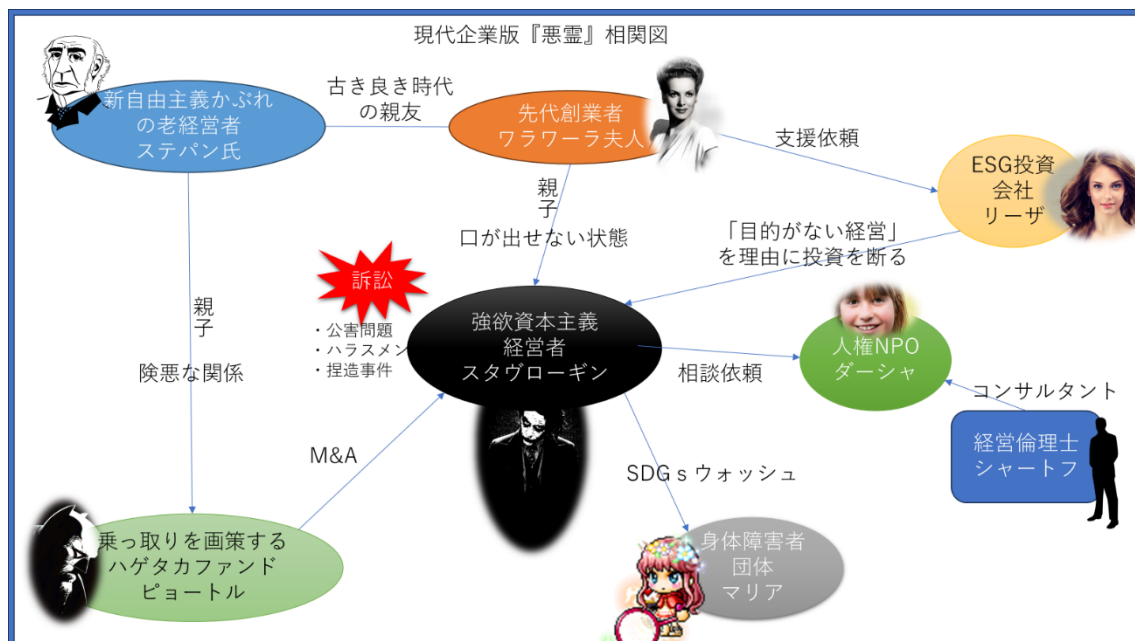 現代企業版『悪霊』相関図
新自由主義かぶれ
の老経営者
ステパン氏
古き良き時代
の親友
先代創業者
ワラワーラ夫人
支援依頼
ESG投資
会社
リーザ
親子
口が出せない状態
「目的がない経営」
を理由に投資を断る
訴訟
・公害問題
・ハラスメン
・捏造事件
強欲資本主義
経営者
スタヴローギン
相談依頼
人権NPO
ダーシャ
コンサルタント
経営倫理士
シャートフ
親子
険悪な関係
M&A
SDGsウォッシュ
乗っ取りを画策する
ハゲタカファンド
ピョートル
身体障害者
団体
マリア